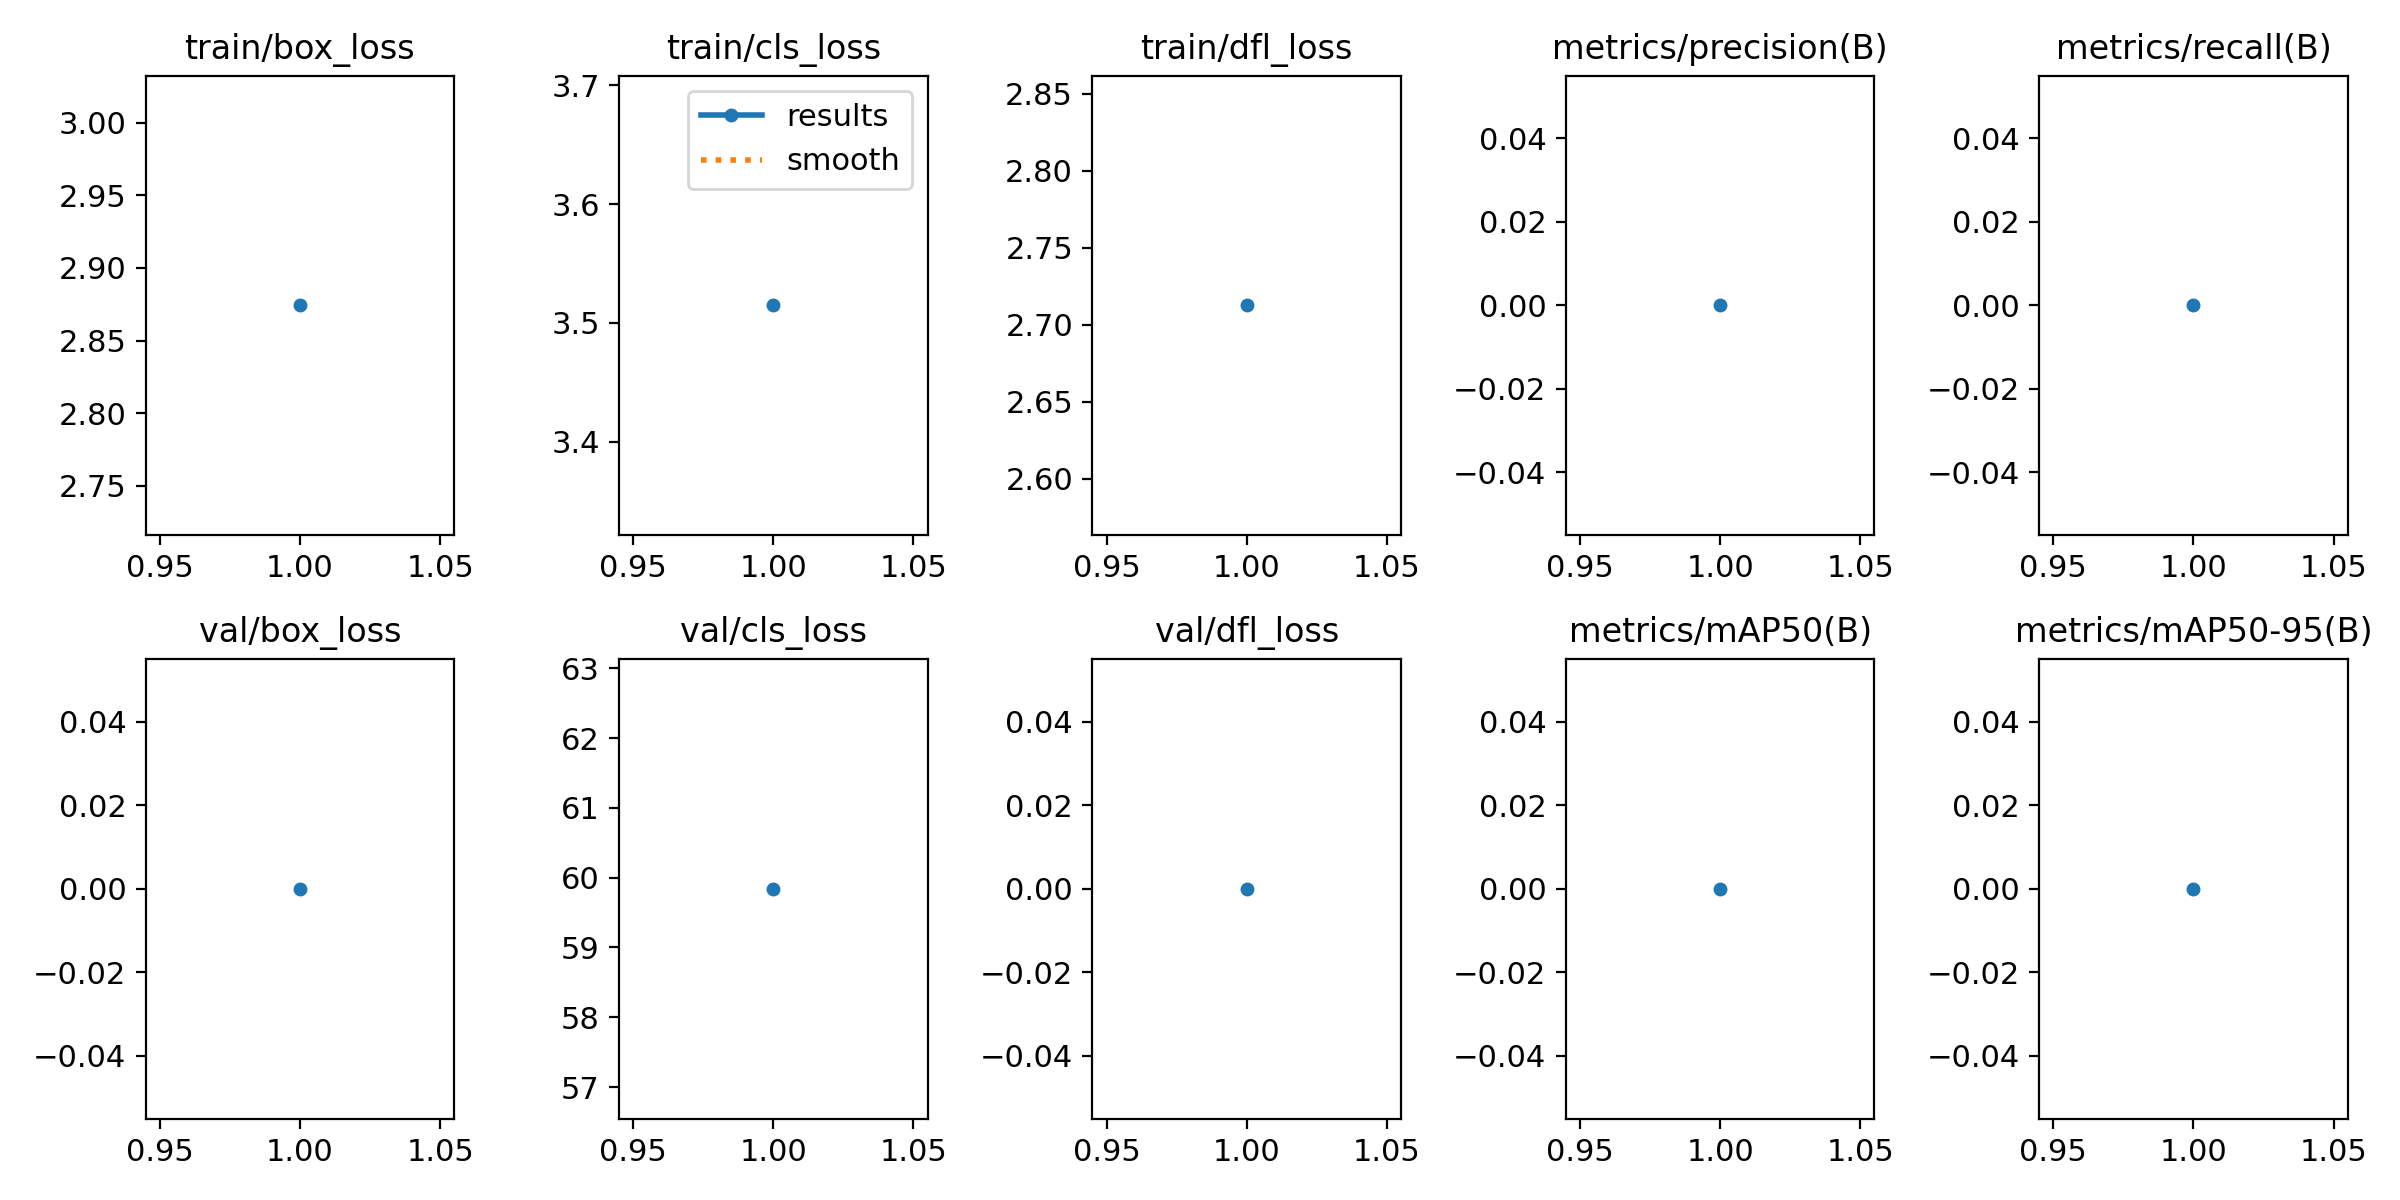 train/box_loss
3.00
2.95
2.90
2.85
2.80
2.75
0.95 1.00 1.05
train/cls_loss
3.7
3.6
3.5
3.4
results
smooth
0.95 1.00 1.05
train/dfl_loss
2.85
2.80
2.75
2.70
2.65
2.60
0.95 1.00 1.05
metrics/precision(B)
0.04
0.02
0.00
−0.02
−0.04
0.95 1.00 1.05
metrics/recall(B)
0.04
0.02
0.00
−0.02
−0.04
0.95 1.00 1.05
val/box_loss
0.04
0.02
0.00
−0.02
−0.04
0.95 1.00 1.05
val/cls_loss
63
62
61
60
59
58
57
0.95 1.00 1.05
val/dfl_loss
0.04
0.02
0.00
−0.02
−0.04
0.95 1.00 1.05
metrics/mAP50(B)
0.04
0.02
0.00
−0.02
−0.04
0.95 1.00 1.05
metrics/mAP50-95(B)
0.04
0.02
0.00
−0.02
−0.04
0.95 1.00 1.05